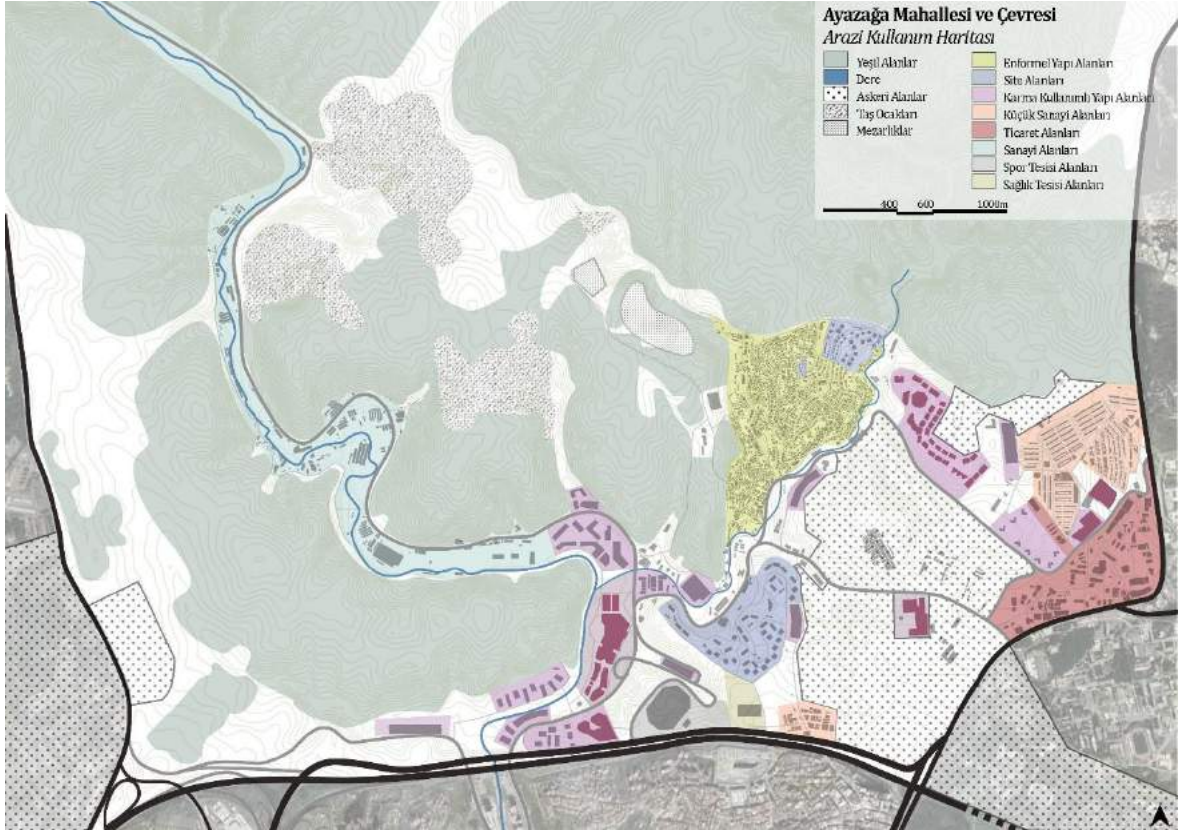 Ayazağa Mahallesi ve Çevresi
Arazi Kullanım Haritası
Yeşil Alanlar
Dere
Askeri Alanlar
Taş Ocakları
Mezarlıklar
Enformel Yapı Alanları
Site Alanları
Karma Kullanımlı Yapı Alanları
Küçük Sanayi Alanları
Ticaret Alanları
Sanayi Alanları
Spor Tesisi Alanları
Sağlık Tesisi Alanları
400 600 1000m